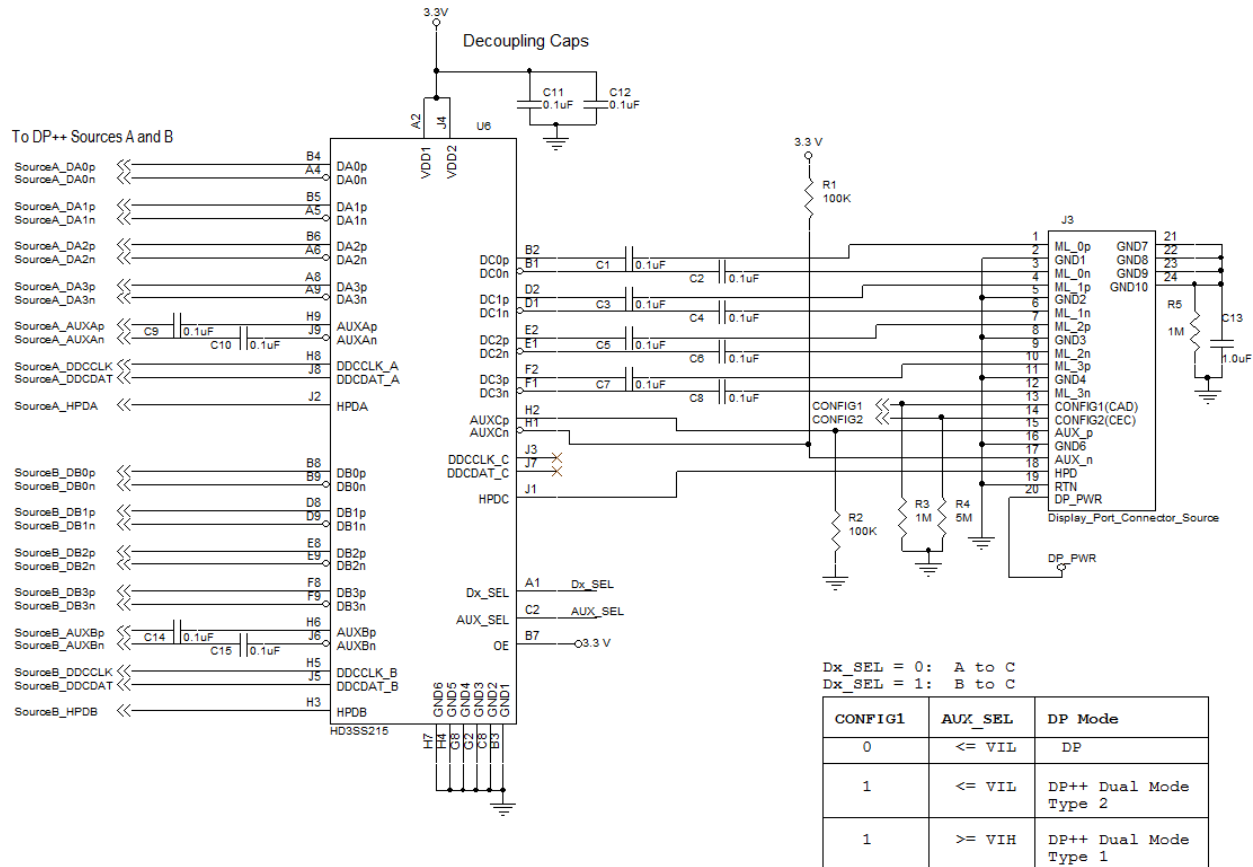 3.3V
Decoupling Caps
C11
0.1uF
C12
0.1uF
To DP++ Sources A and B
A2
J4
U6
VDD1
VDD2
SourceA_DA0p
B4
DA0p
SourceA_DA0n
A4
DA0n
SourceA_DA1p
B5
DA1p
SourceA_DA1n
A5
DA1n
SourceA_DA2p
B6
DA2p
SourceA_DA2n
A6
DA2n
SourceA_DA3p
A8
DA3p
SourceA_DA3n
A9
DA3n
SourceA_AUXAp
C9
0.1uF
H9
AUXAp
SourceA_AUXAn
C10
0.1uF
J9
AUXAn
SourceA_DDCCLK
H8
DDCCLK_A
SourceA_DDCDAT
J8
DDCDAT_A
SourceA_HPDA
J2
HPDA
SourceB_DB0p
B8
DB0p
SourceB_DB0n
B9
DB0n
SourceB_DB1p
D8
DB1p
SourceB_DB1n
D9
DB1n
SourceB_DB2p
E8
DB2p
SourceB_DB2n
E9
DB2n
SourceB_DB3p
F8
DB3p
SourceB_DB3n
F9
DB3n
SourceB_AUXBp
C14
0.1uF
H6
AUXBp
SourceB_AUXBn
C15
0.1uF
J6
AUXBn
SourceB_DDCCLK
H5
DDCCLK_B
SourceB_DDCDAT
J5
DDCDAT_B
SourceB_HPDB
H3
HPDB
HD3SS215
GND6
GND5
GND4
GND3
GND2
GND1
H7
H4
G8
G2
C8
B3
DC0p
B2
C1
0.1uF
DC0n
B1
C2
0.1uF
DC1p
D2
C3
0.1uF
DC1n
D1
C4
0.1uF
DC2p
E2
C5
0.1uF
DC2n
E1
C6
0.1uF
DC3p
F2
C7
0.1uF
DC3n
F1
C8
0.1uF
AUXCp
H2
AUXCn
H1
DDCCLK_C
J3
DDCDAT_C
J7
HPDC
J1
Dx_SEL
A1
Dx_SEL
AUX_SEL
C2
AUX_SEL
OE
B7
3.3 V
3.3 V
R1
100K
R2
100K
CONFIG1
CONFIG2
R3
1M
R4
5M
J3
1
ML_0p
2
GND1
3
ML_0n
4
ML_1p
5
GND2
6
ML_1n
7
ML_2p
8
GND3
9
ML_2n
10
ML_3p
11
GND4
12
ML_3n
13
CONFIG1(CAD)
14
CONFIG2(CEC)
15
AUX_p
16
GND6
17
AUX_n
18
HPD
19
RTN
20
DP_PWR
GND7
21
GND8
22
GND9
23
GND10
24
Display_Port_Connector_Source
R5
1M
C13
1.0uF
DP_PWR
Dx_SEL = 0: A to C
Dx_SEL = 1: B to C
CONFIG1 AUX_SEL DP Mode
0 <= VIL DP
1 <= VIL DP++ Dual Mode
Type 2
1 >= VIH DP++ Dual Mode
Type 1